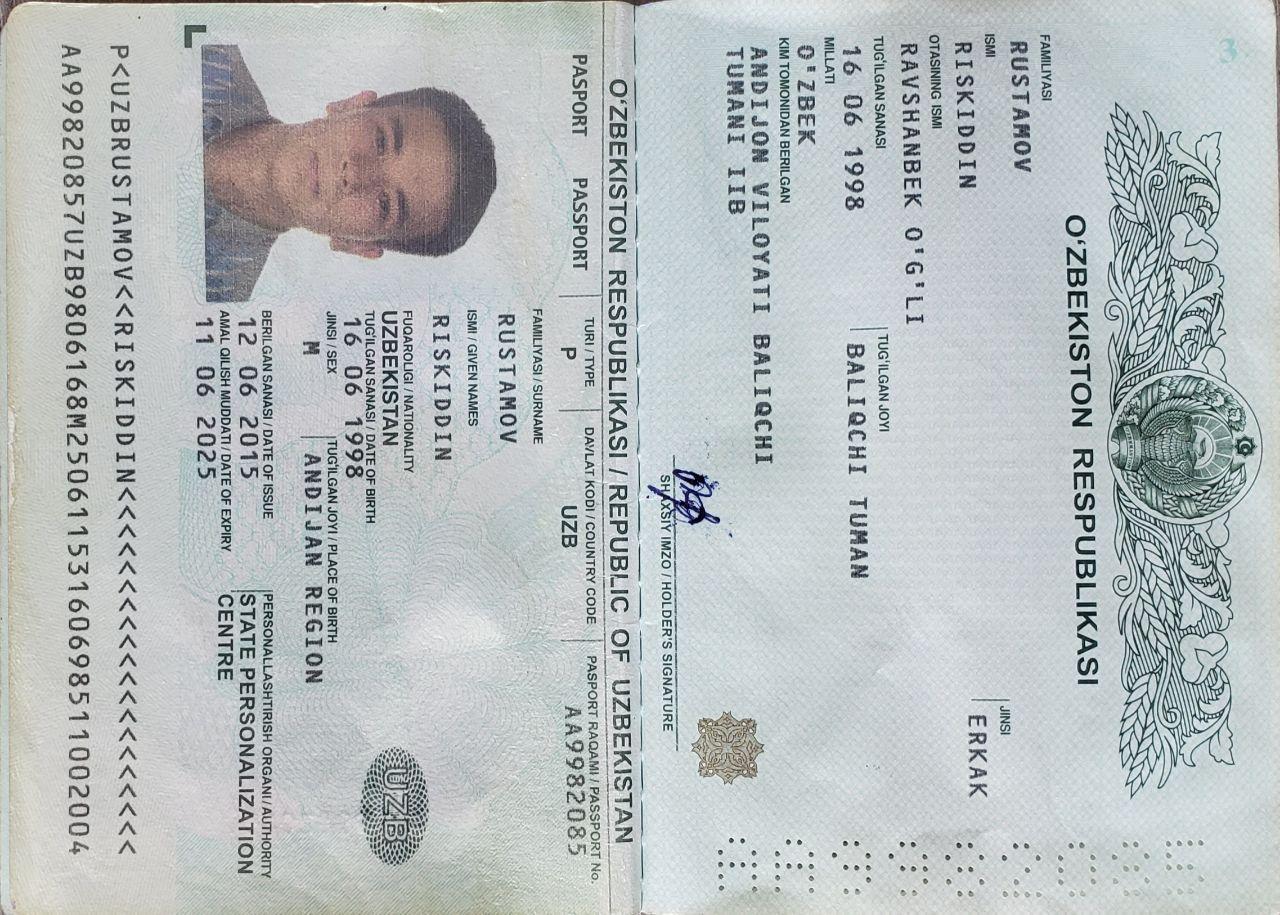 3
O‘ZBEKISTON RESPUBLIKASI
FAMILIYASI
RUSTAMOV
ISMI
JINSI
RISKIDDIN
ERKAK
OTASINING ISMI
RAVSHANBEK O'G'LI
TUG‘ILGAN SANASI
TUG‘ILGAN JOYI
16 06 1998
BALIQCHI TUMAN
MILLATI
O'ZBEK
KIM TOMONIDAN BERILGAN
ANDIJON VILOYATI BALIQCHI
TUMANI IIB
SHAXSIY IMZO / HOLDER'S SIGNATURE
AA9982085
O‘ZBEKISTON RESPUBLIKASI / REPUBLIC OF UZBEKISTAN
PASPORT PASSPORT
TURI / TYPE
DAVLAT KODI / COUNTRY CODE
PASPORT RAQAMI / PASSPORT No.
P
UZB
AA9982085
FAMILIYASI / SURNAME
RUSTAMOV
ISMI / GIVEN NAMES
RISKIDDIN
FUQAROLIGI / NATIONALITY
UZBEKISTAN
UZB
TUG‘ILGAN SANASI / DATE OF BIRTH
16 06 1998
JINSI / SEX
TUG‘ILGAN JOYI / PLACE OF BIRTH
M
ANDIJAN REGION
BERILGAN SANASI / DATE OF ISSUE
PERSONALLASHTIRISH ORGANI / AUTHORITY
12 06 2015
STATE PERSONALIZATION
AMAL QILISH MUDDATI / DATE OF EXPIRY
CENTRE
11 06 2025
P<UZBRUSTAMOV<<RISKIDDIN<<<<<<<<<<<<<<<<<<<<
AA99820857UZB9806168M25061153160698511002004